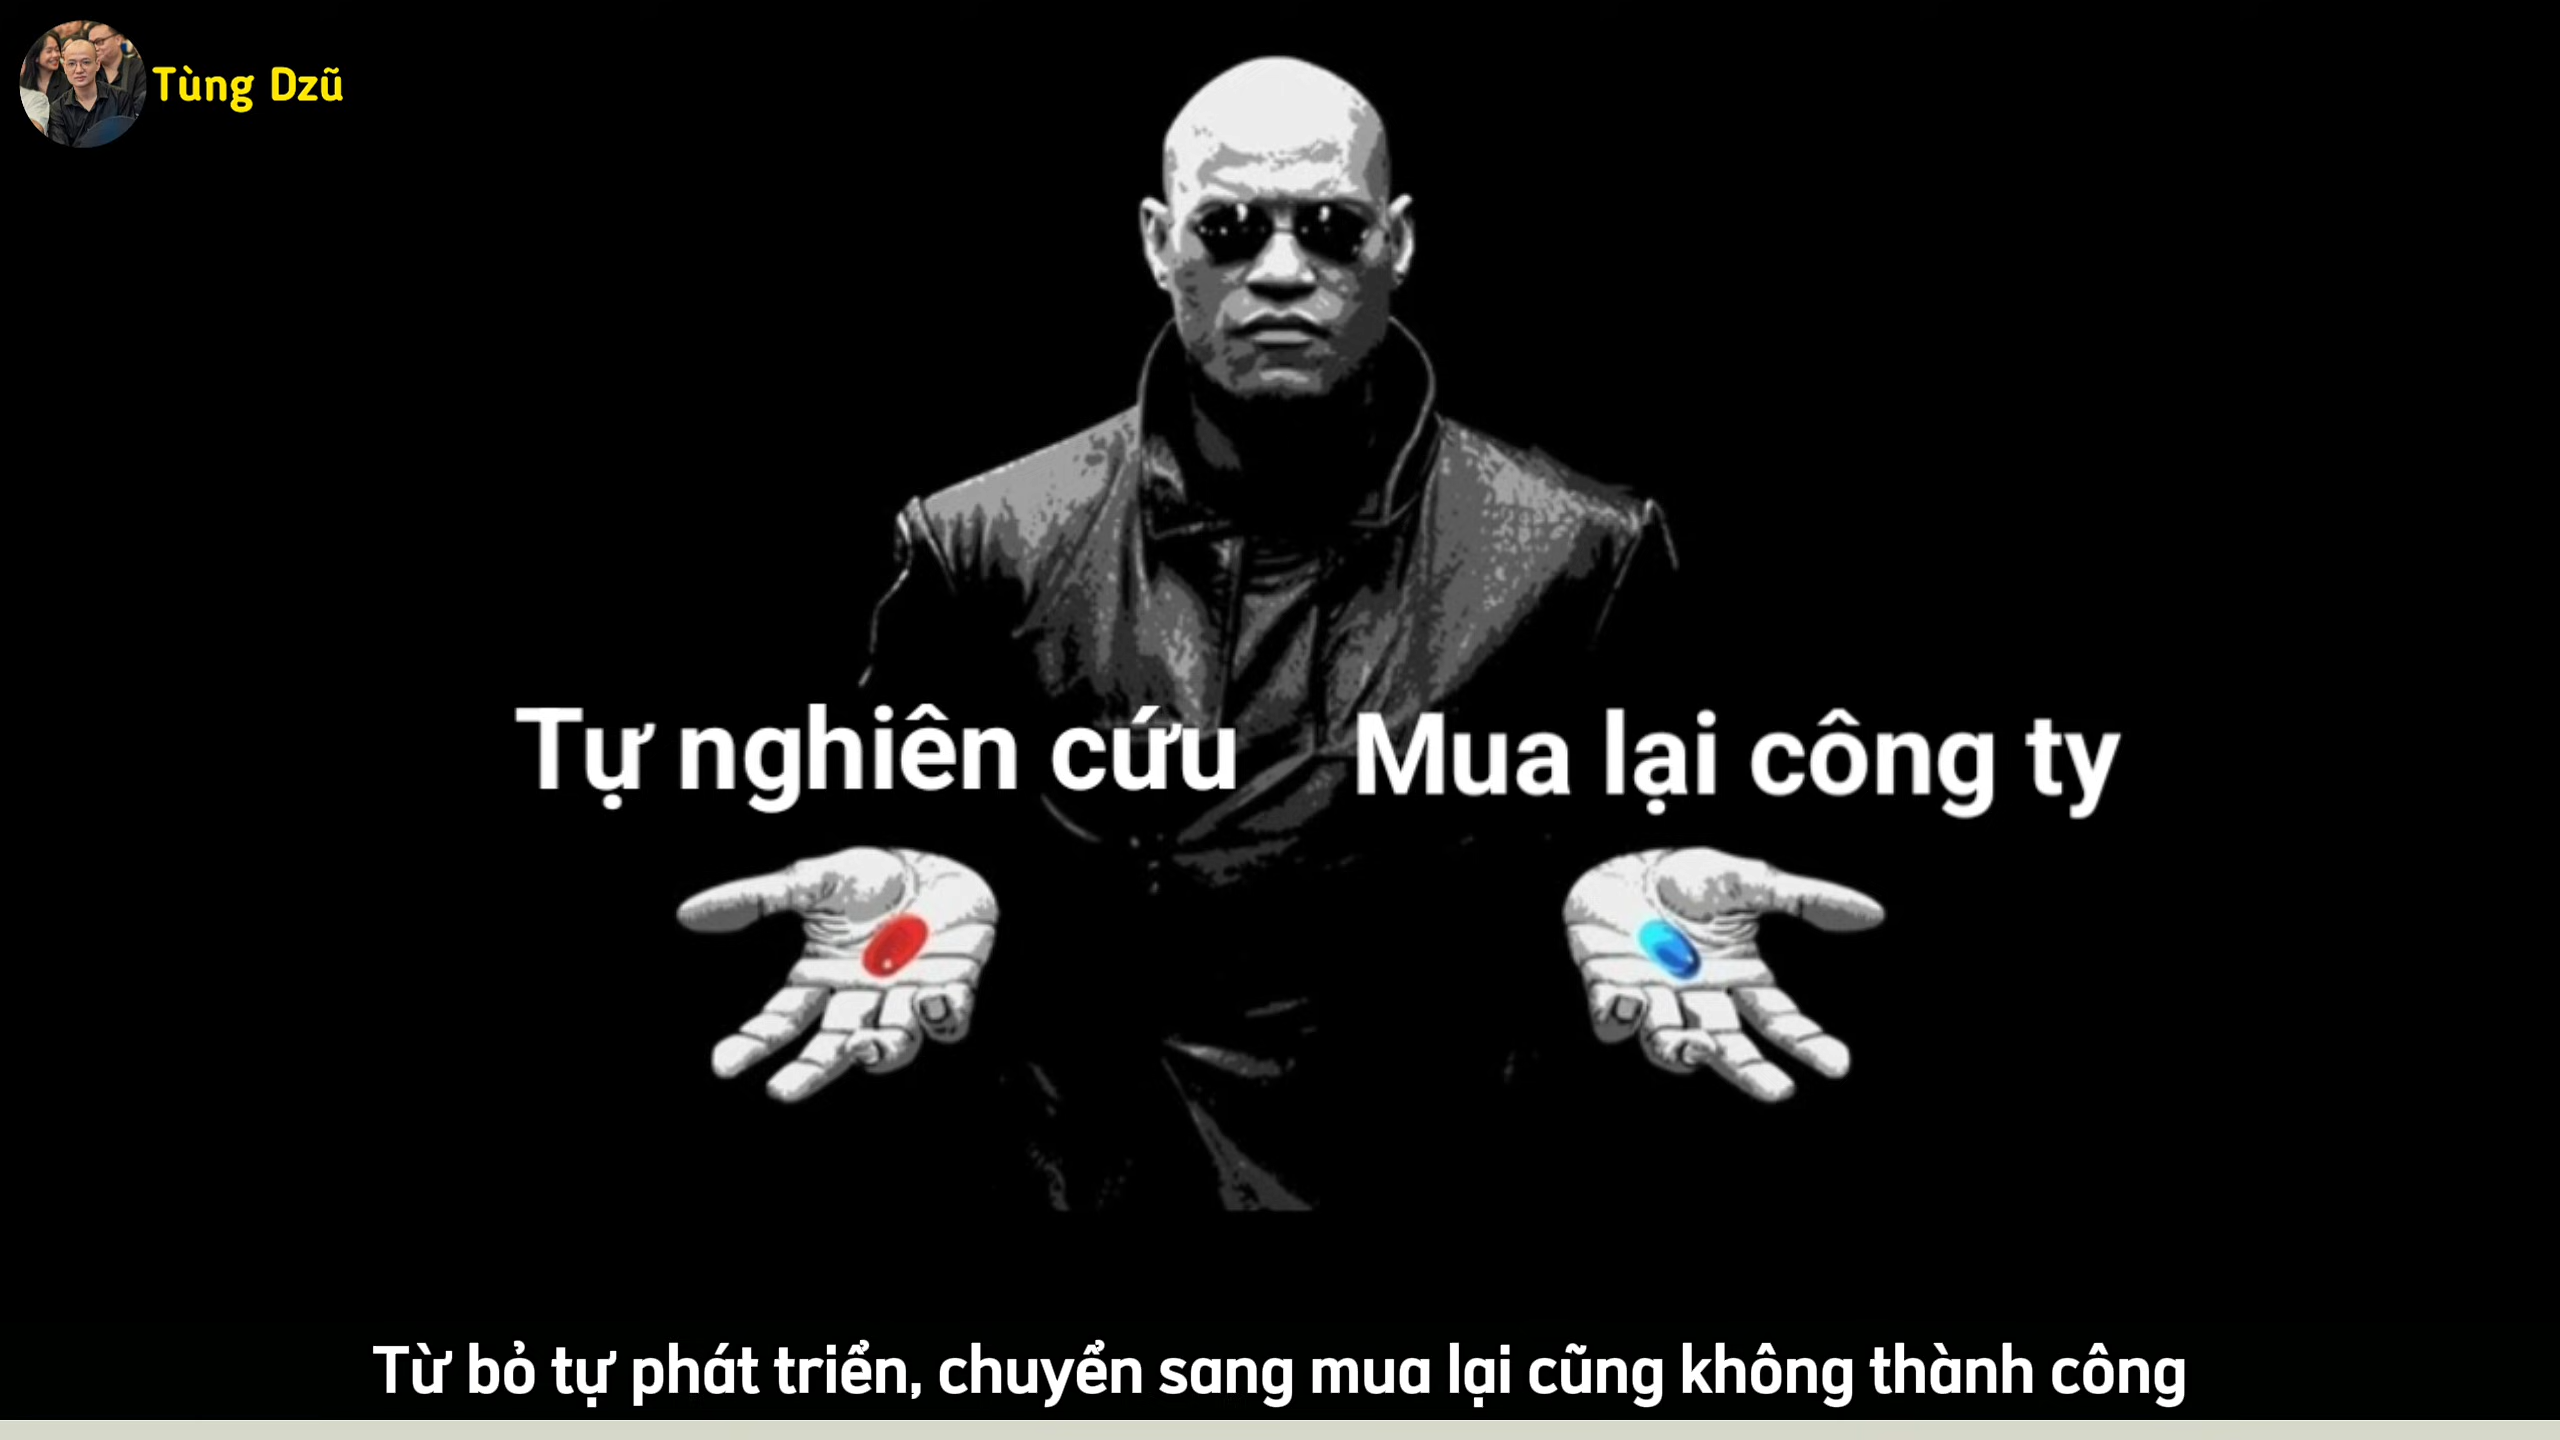 Tùng Dzũ
Tự nghiên cứu
Mua lại công ty
Từ bỏ tự phát triển, chuyển sang mua lại cũng không thành công